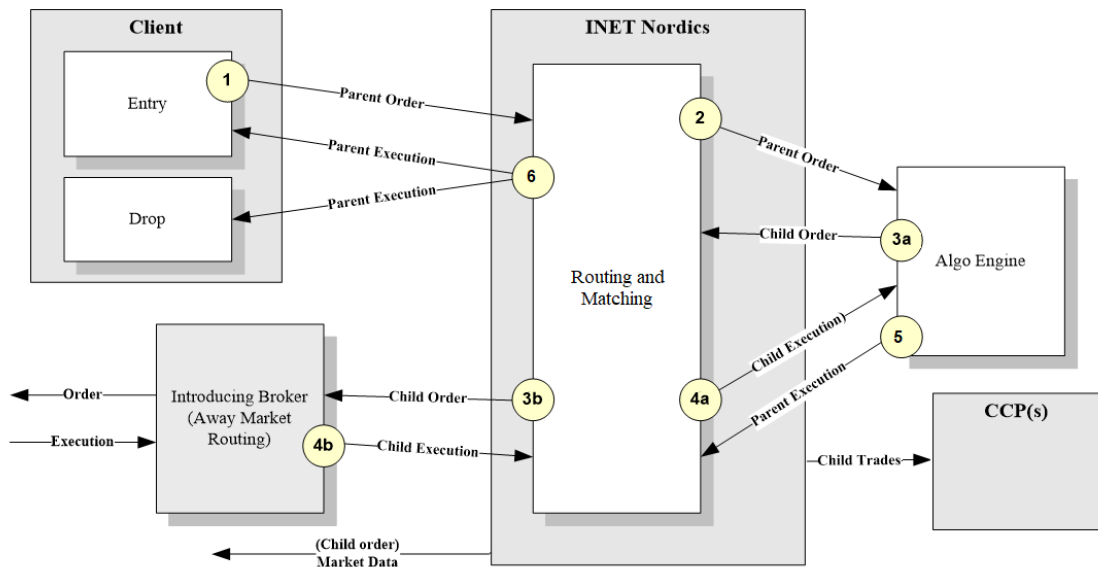 Client
INET Nordics
1
Entry
Parent Order
2
Parent Order
Parent Execution
6
Parent Execution
Drop
Child Order
3a
Algo Engine
Routing and
Matching
Child Execution)
5
Parent Execution
Introducing Broker
(Away Market
Routing)
Order
Execution
Child Order
3b
4a
4b
Child Execution
CCP(s)
Child Trades
(Child order)
Market Data